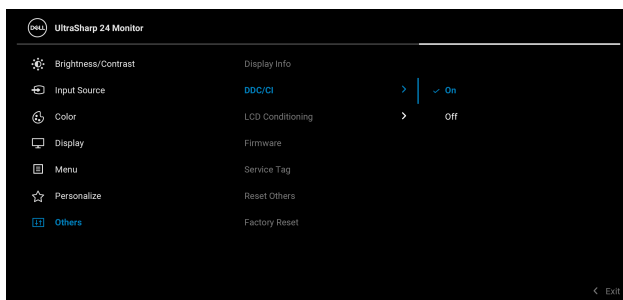 DELL UltraSharp 24 Monitor
Brightness/Contrast Display Info
Input Source DDC/CI On
Color LCD Conditioning Off
Display Firmware
Menu Service Tag
Personalize Reset Others
Others Factory Reset
Exit